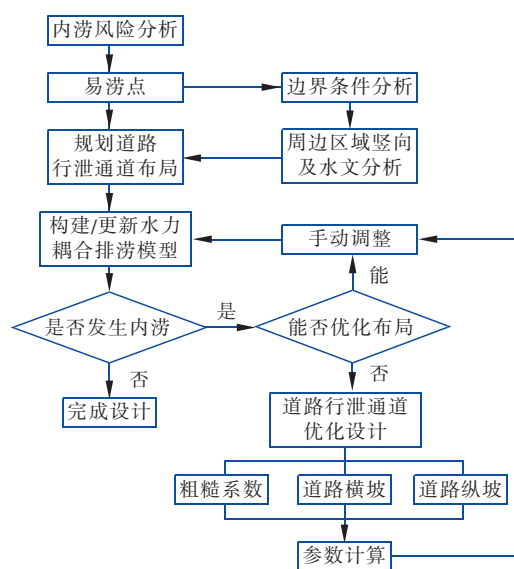 内涝风险分析
易涝点
边界条件分析
规划道路
行泄通道布局
周边区域竖向
及水文分析
构建/更新水力
耦合排涝模型
手动调整
能
是否发生内涝
是
能否优化布局
否
否
完成设计
道路行泄通道
优化设计
粗糙系数
道路横坡
道路纵坡
参数计算